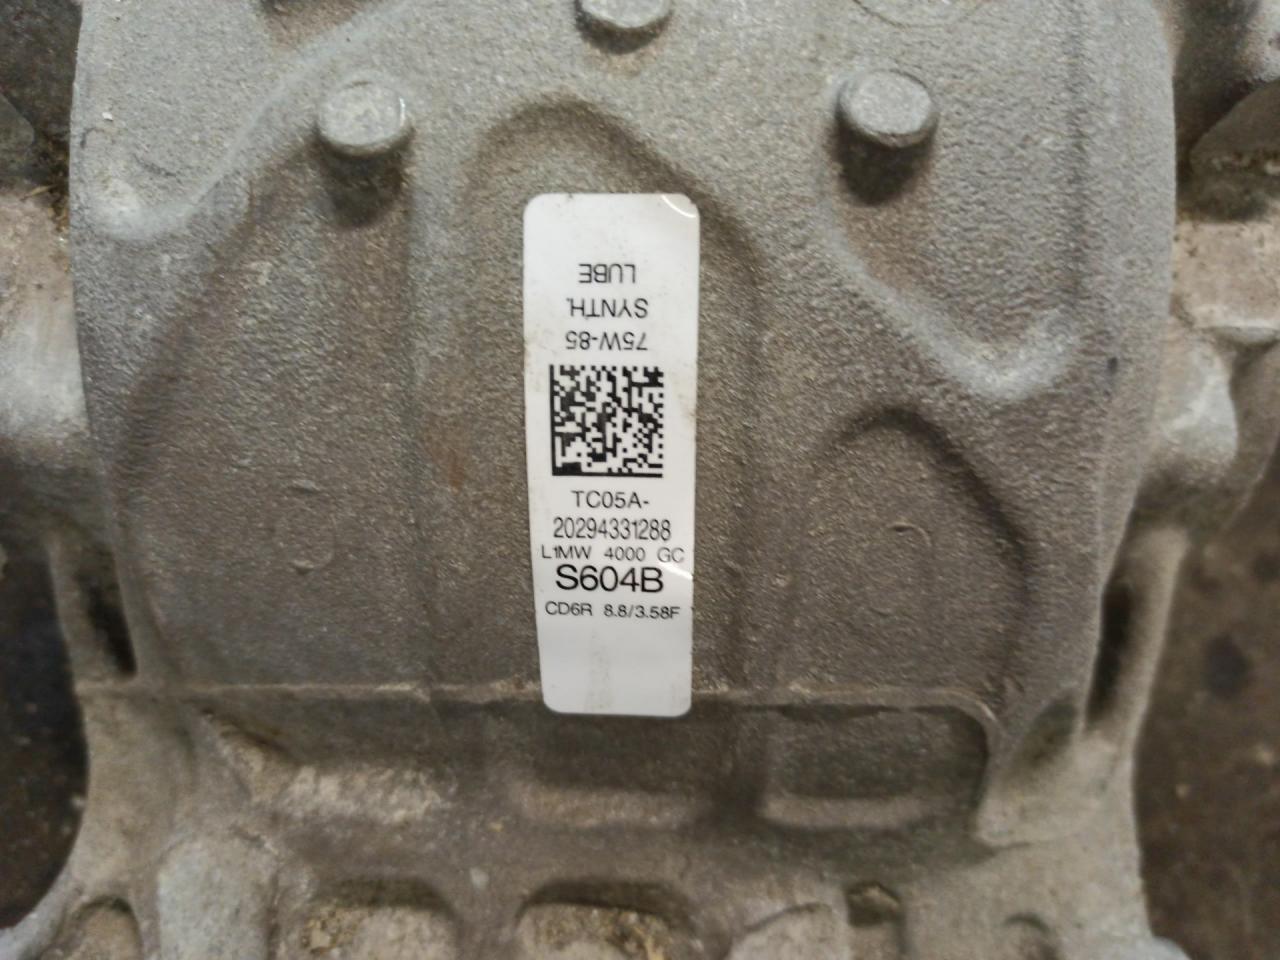 75W-85
SYNTH.
LUBE
TC05A-
20294331288
L1MW 4000 GC
S604B
CD6R 8.8/3.58F